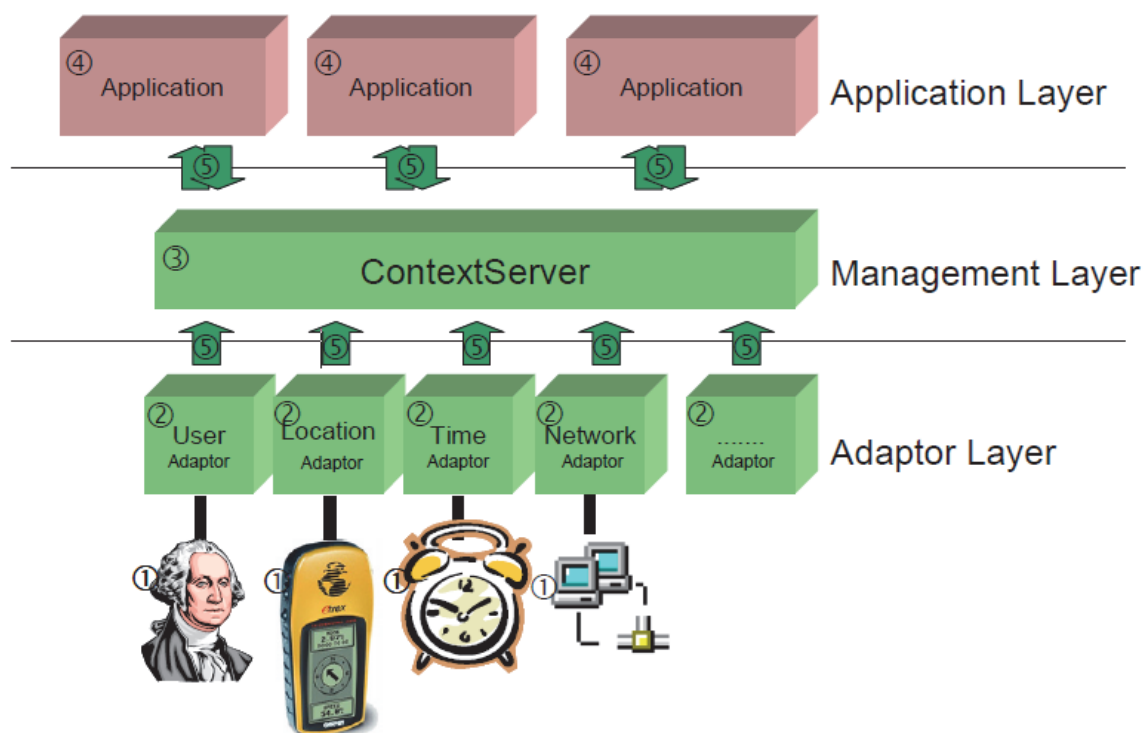 ④ ④ ④
Application Application Application
Application Layer
⑤ ⑤ ⑤
③
ContextServer
Management Layer
⑤ ⑤ ⑤ ⑤ ⑤
② ② ② ② ②
User Location Time Network .......
Adaptor Adaptor Adaptor Adaptor Adaptor
Adaptor Layer
① ① ① ①
etrex
12